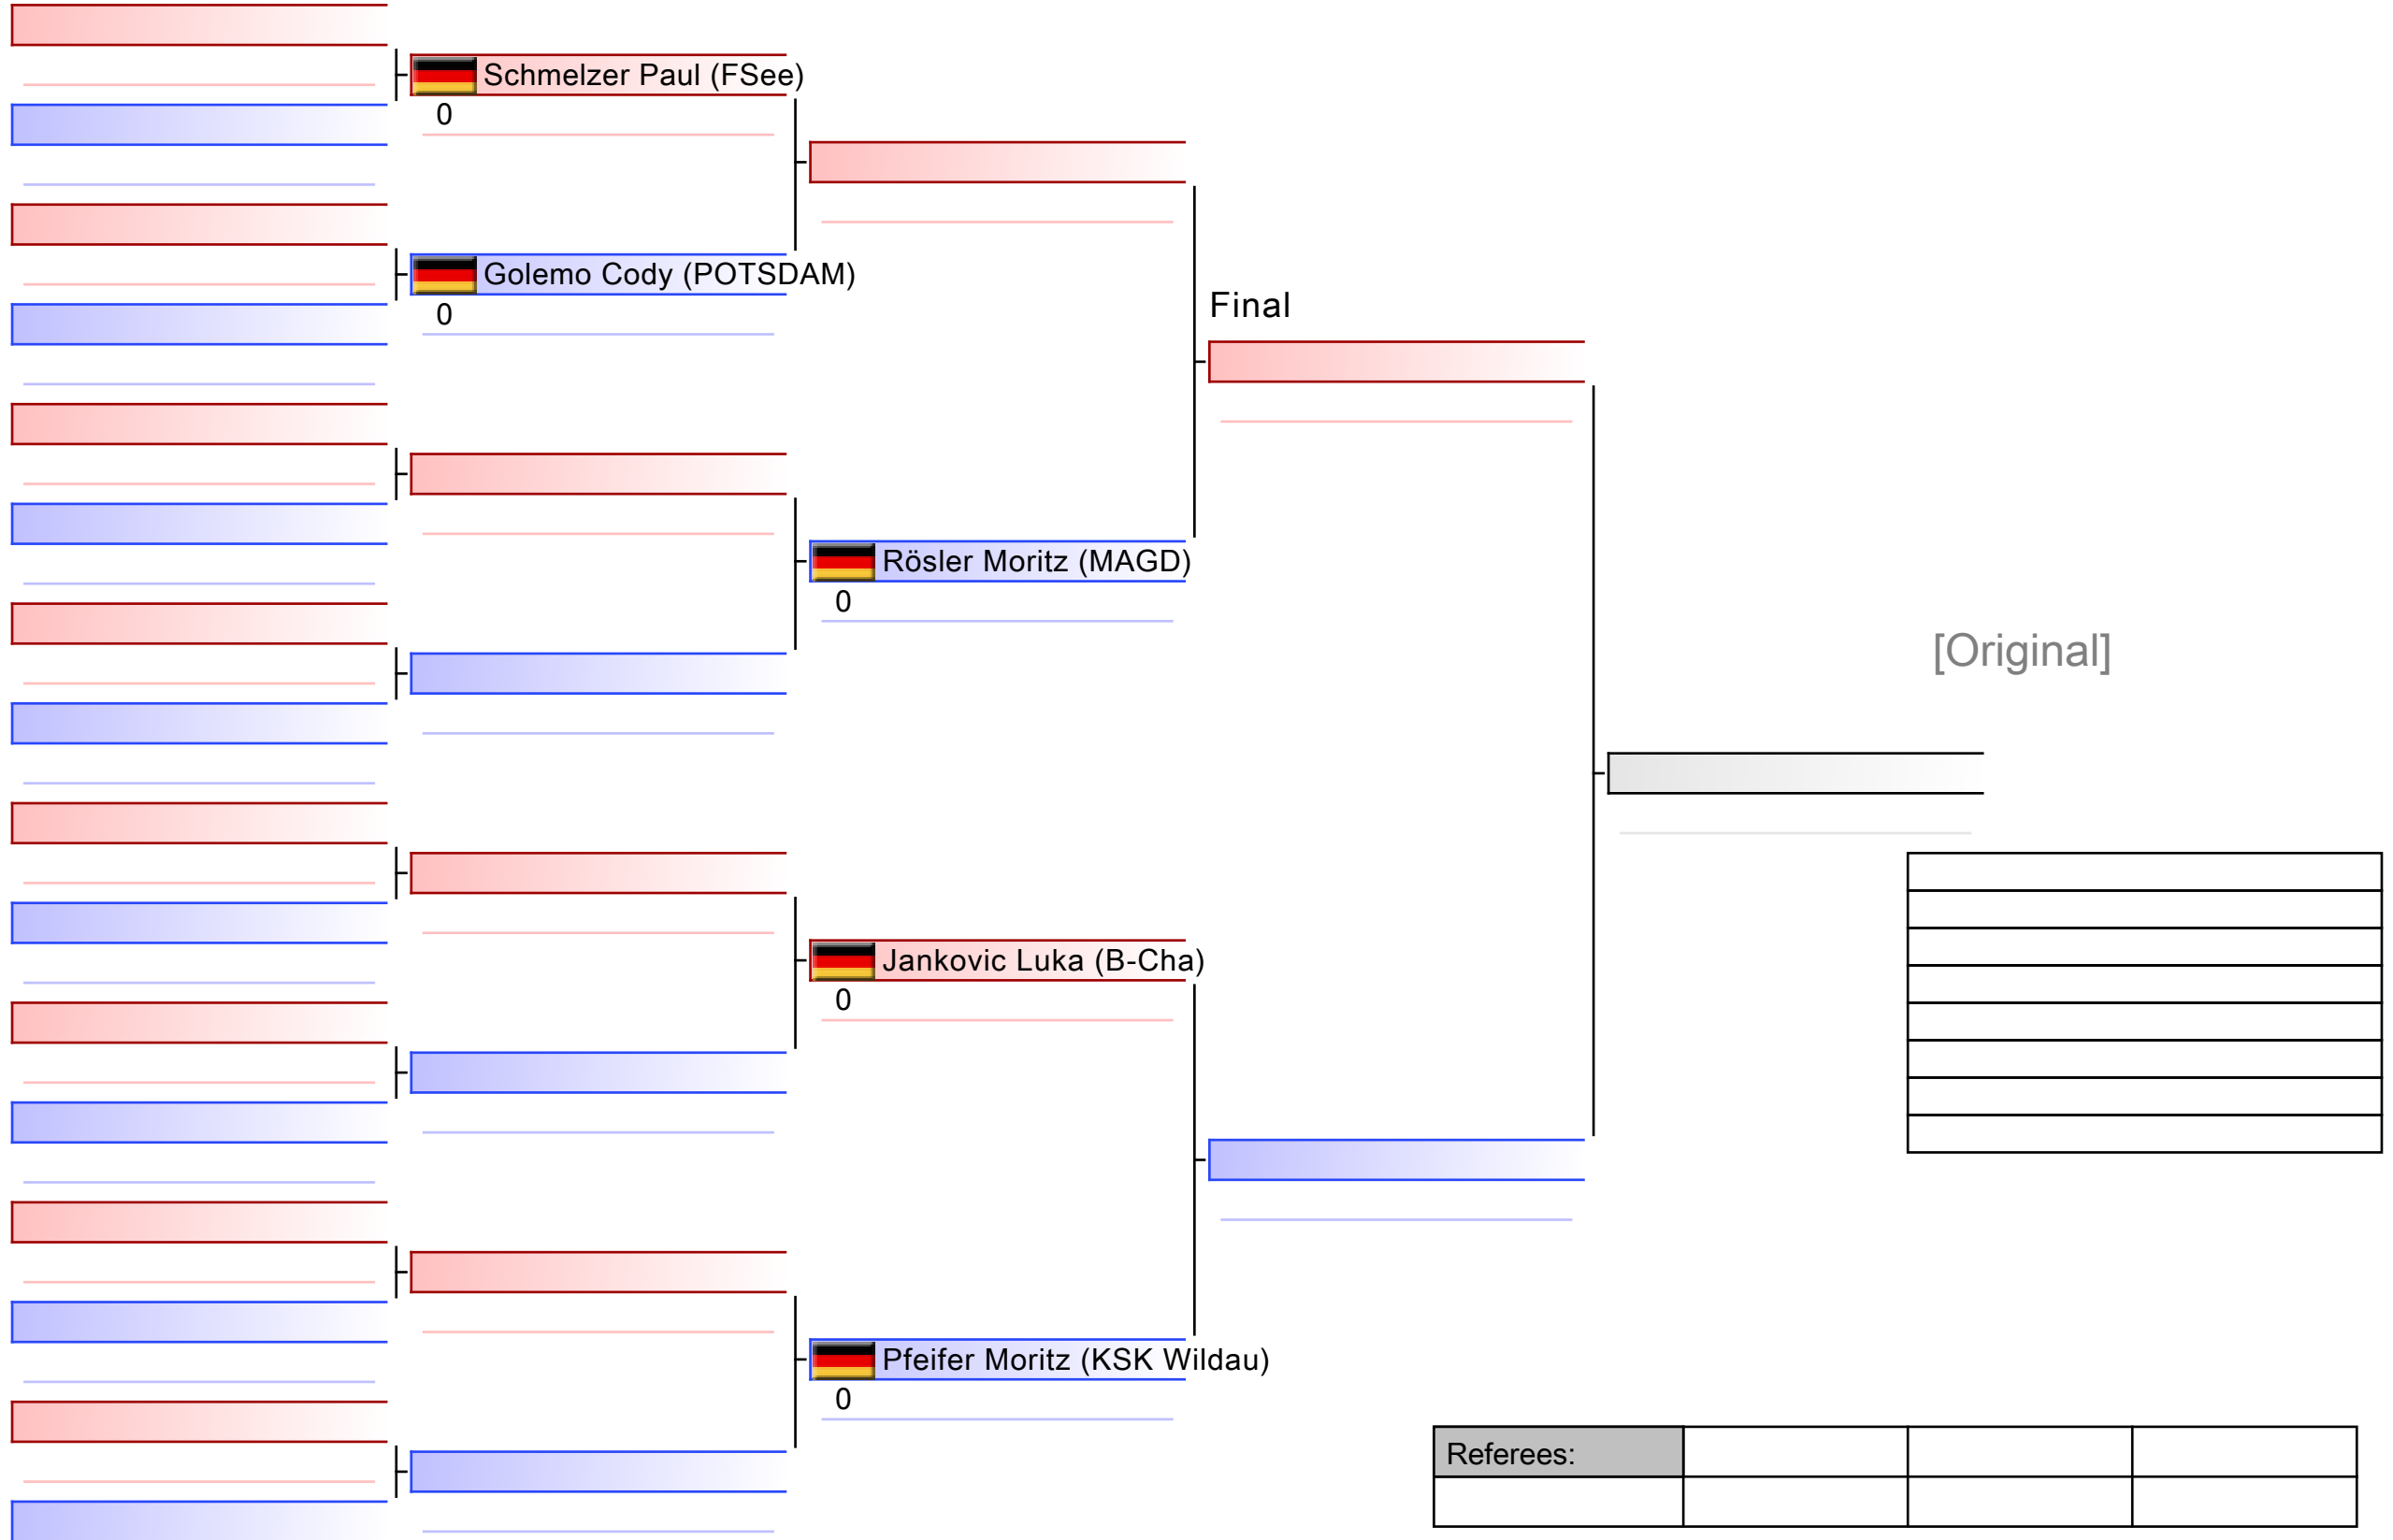 Schmelzer Paul (FSee)
0
Golemo Cody (POTSDAM)
0
Final
Rösler Moritz (MAGD)
0
[Original]
Jankovic Luka (B-Cha)
0
Pfeifer Moritz (KSK Wildau)
0
Referees: